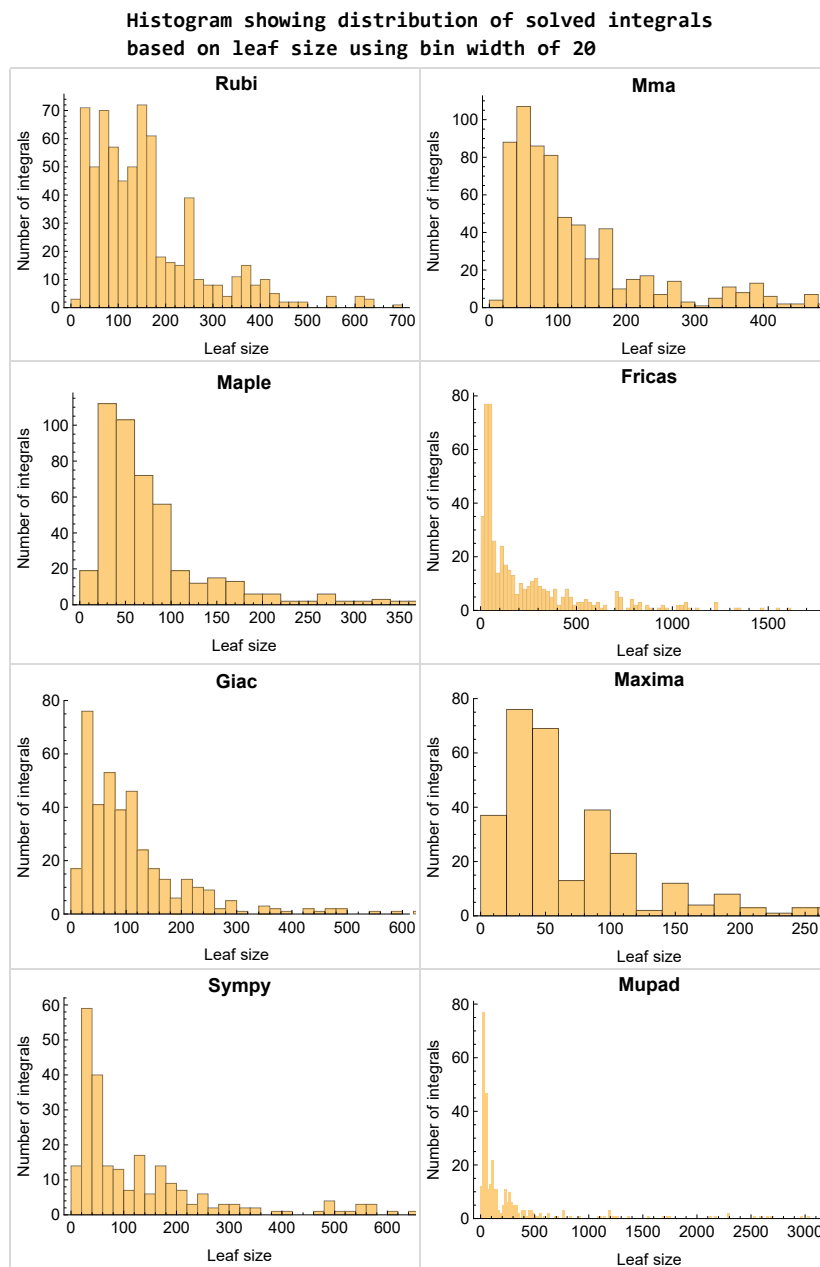 Histogram showing distribution of solved integrals
based on leaf size using bin width of 20
Rubi
Number of integrals
70
60
50
40
30
20
10
0
0 100 200 300 400 500 600 700
Leaf size
Mma
Number of integrals
100
80
60
40
20
0
0 100 200 300 400
Leaf size
Maple
Number of integrals
100
80
60
40
20
0
0 50 100 150 200 250 300 350
Leaf size
Fricas
Number of integrals
80
60
40
20
0
0 500 1000 1500
Leaf size
Giac
Number of integrals
80
60
40
20
0
0 100 200 300 400 500 600
Leaf size
Maxima
Number of integrals
80
60
40
20
0
0 50 100 150 200 250
Leaf size
Sympy
Number of integrals
60
50
40
30
20
10
0
0 100 200 300 400 500 600
Leaf size
Mupad
Number of integrals
80
60
40
20
0
0 500 1000 1500 2000 2500 3000
Leaf size